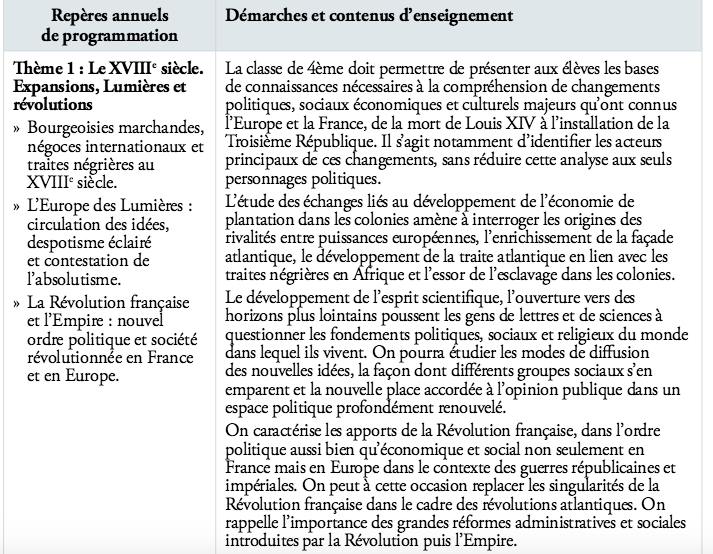 Repères annuels
de programmation
Démarches et contenus d’enseignement
Thème 1 : Le XVIIIe siècle.
Expansions, Lumières et
révolutions
» Bourgeoisies marchandes,
négoces internationaux et
traites négrières au
XVIIIe siècle.
» L’Europe des Lumières :
circulation des idées,
despotisme éclairé
et contestation de
l’absolutisme.
» La Révolution française
et l’Empire : nouvel
ordre politique et société
révolutionnée en France
et en Europe.
La classe de 4ème doit permettre de présenter aux élèves les bases
de connaissances nécessaires à la compréhension de changements
politiques, sociaux économiques et culturels majeurs qu’ont connus
l’Europe et la France, de la mort de Louis XIV à l’installation de la
Troisième République. Il s’agit notamment d’identifier les acteurs
principaux de ces changements, sans réduire cette analyse aux seuls
personnages politiques.
L’étude des échanges liés au développement de l’économie de
plantation dans les colonies amène à interroger les origines des
rivalités entre puissances européennes, l’enrichissement de la façade
atlantique, le développement de la traite atlantique en lien avec les
traites négrières en Afrique et l’essor de l’esclavage dans les colonies.
Le développement de l’esprit scientifique, l’ouverture vers des
horizons plus lointains poussent les gens de lettres et de sciences à
questionner les fondements politiques, sociaux et religieux du monde
dans lequel ils vivent. On pourra étudier les modes de diffusion
des nouvelles idées, la façon dont différents groupes sociaux s’en
emparent et la nouvelle place accordée à l’opinion publique dans un
espace politique profondément renouvelé.
On caractérise les apports de la Révolution française, dans l’ordre
politique aussi bien qu’économique et social non seulement en
France mais en Europe dans le contexte des guerres républicaines et
impériales. On peut à cette occasion replacer les singularités de la
Révolution française dans le cadre des révolutions atlantiques. On
rappelle l’importance des grandes réformes administratives et sociales
introduites par la Révolution puis l’Empire.